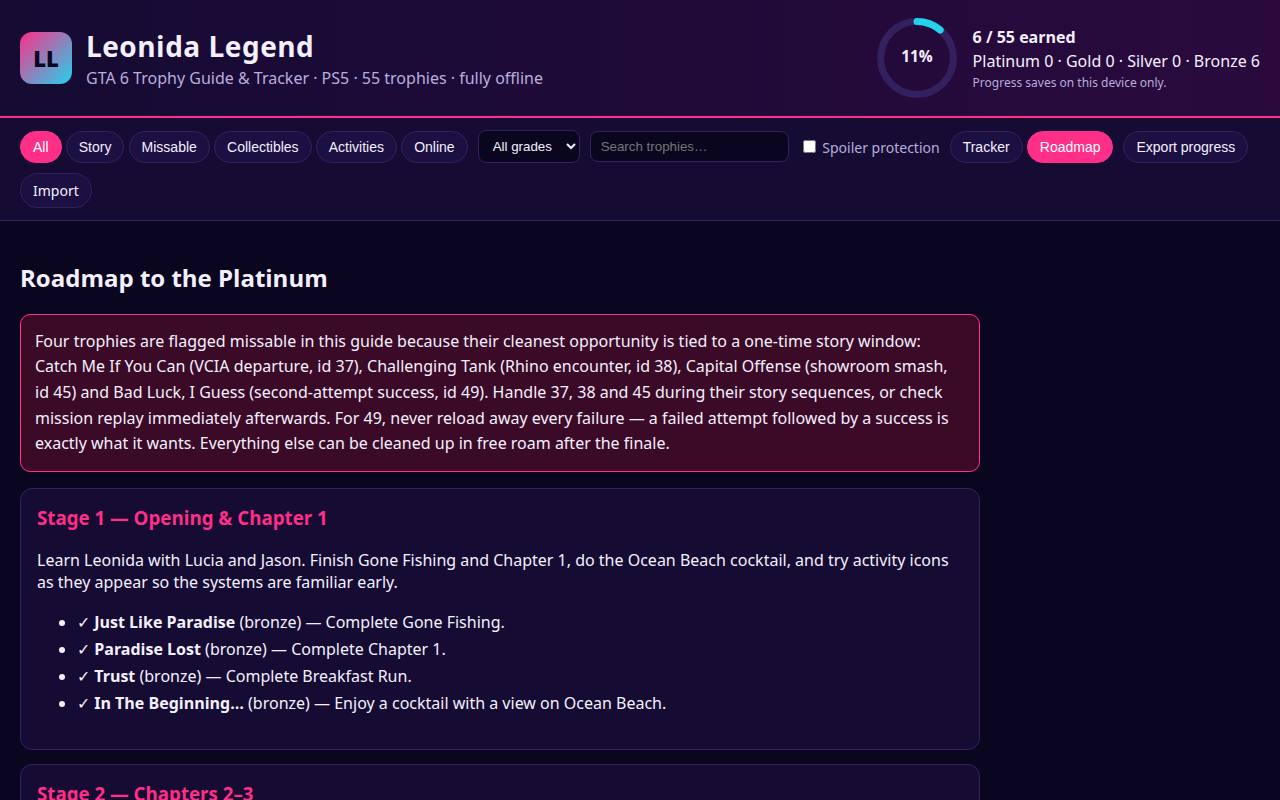 LL
Leonida Legend
GTA 6 Trophy Guide & Tracker · PS5 · 55 trophies · fully offline
11%
6 / 55 earned
Platinum 0 · Gold 0 · Silver 0 · Bronze 6
Progress saves on this device only.
All Story Missable Collectibles Activities Online All grades Search trophies… Spoiler protection Tracker Roadmap Export progress
Import
Roadmap to the Platinum
Four trophies are flagged missable in this guide because their cleanest opportunity is tied to a one-time story window:
Catch Me If You Can (VCIA departure, id 37), Challenging Tank (Rhino encounter, id 38), Capital Offense (showroom smash,
id 45) and Bad Luck, I Guess (second-attempt success, id 49). Handle 37, 38 and 45 during their story sequences, or check
mission replay immediately afterwards. For 49, never reload away every failure — a failed attempt followed by a success is
exactly what it wants. Everything else can be cleaned up in free roam after the finale.
Stage 1 — Opening & Chapter 1
Learn Leonida with Lucia and Jason. Finish Gone Fishing and Chapter 1, do the Ocean Beach cocktail, and try activity icons
as they appear so the systems are familiar early.
• ✓ Just Like Paradise (bronze) — Complete Gone Fishing.
• ✓ Paradise Lost (bronze) — Complete Chapter 1.
• ✓ Trust (bronze) — Complete Breakfast Run.
• ✓ In The Beginning... (bronze) — Enjoy a cocktail with a view on Ocean Beach.
Stage 2 — Chapters 2–3